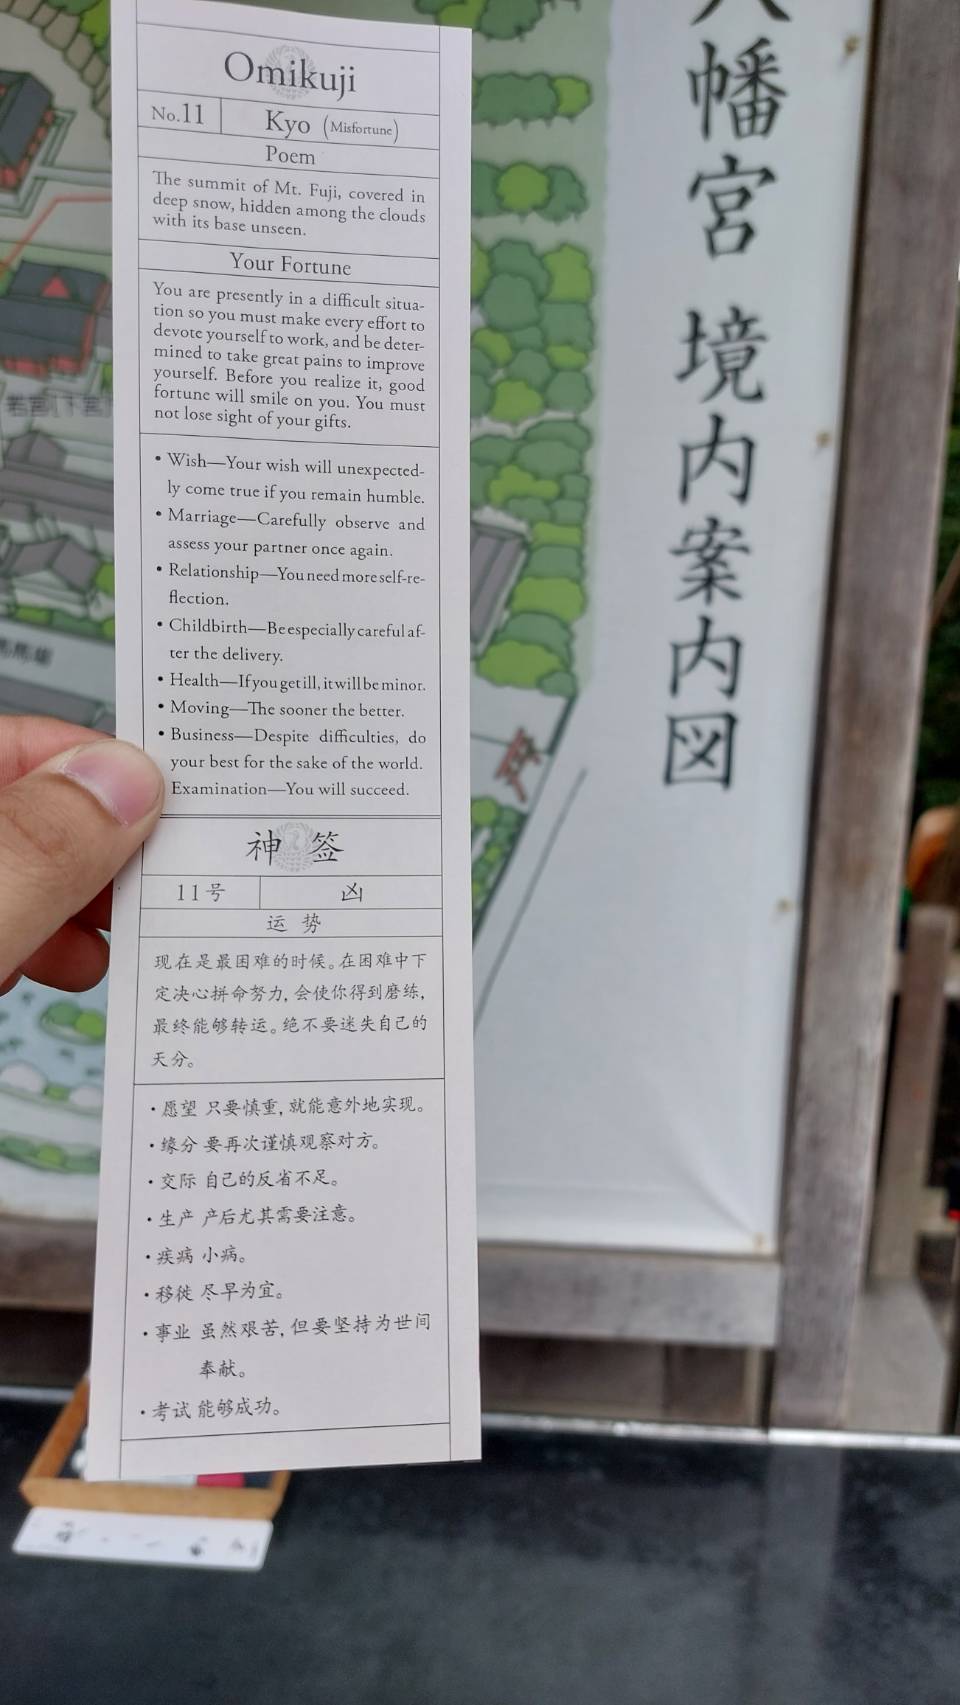 Omikuji
No.11 Kyo (Misfortune)
Poem
The summit of Mt. Fuji, covered in
deep snow, hidden among the clouds
with its base unseen.
Your Fortune
You are presently in a difficult situa-
tion so you must make every effort to
devote yourself to work, and be deter-
mined to take great pains to improve
yourself. Before you realize it, good
fortune will smile on you. You must
not lose sight of your gifts.
• Wish—Your wish will unexpected-
ly come true if you remain humble.
• Marriage—Carefully observe and
assess your partner once again.
• Relationship—You need more self-re-
flection.
• Childbirth—Be especially careful af-
ter the delivery.
• Health—If you get ill, it will be minor.
• Moving—The sooner the better.
• Business—Despite difficulties, do
your best for the sake of the world.
Examination—You will succeed.
神签
11号 凶
运 势
现在是最困难的时候。在困难中下
定决心拼命努力,会使你得到磨练,
最终能够转运。绝不要迷失自己的
天分。
・愿望 只要慎重,就能意外地实现。
・缘分 要再次谨慎观察对方。
・交际 自己的反省不足。
・生产 产后尤其需要注意。
・疾病 小病。
・移徙 尽早为宜。
・事业 虽然艰苦,但要坚持为世间
奉献。
・考试 能够成功。
八幡宮 境内案内図